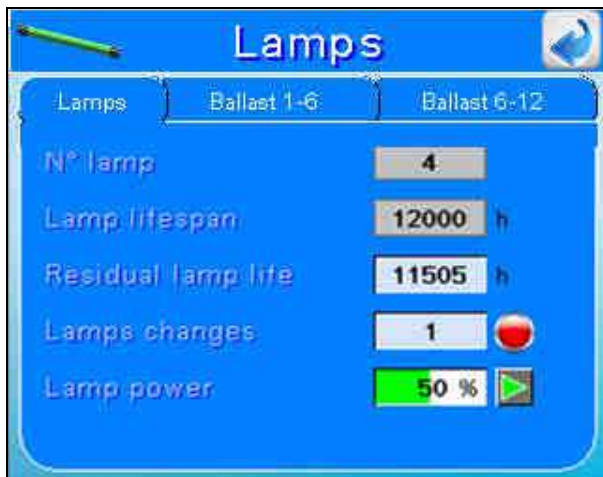 Lamps
Lamps Ballast 1-6 Ballast 6-12
N° lamp 4
Lamp lifespan 12000 h
Residual lamp life 11505 h
Lamps changes 1
Lamp power 50 %